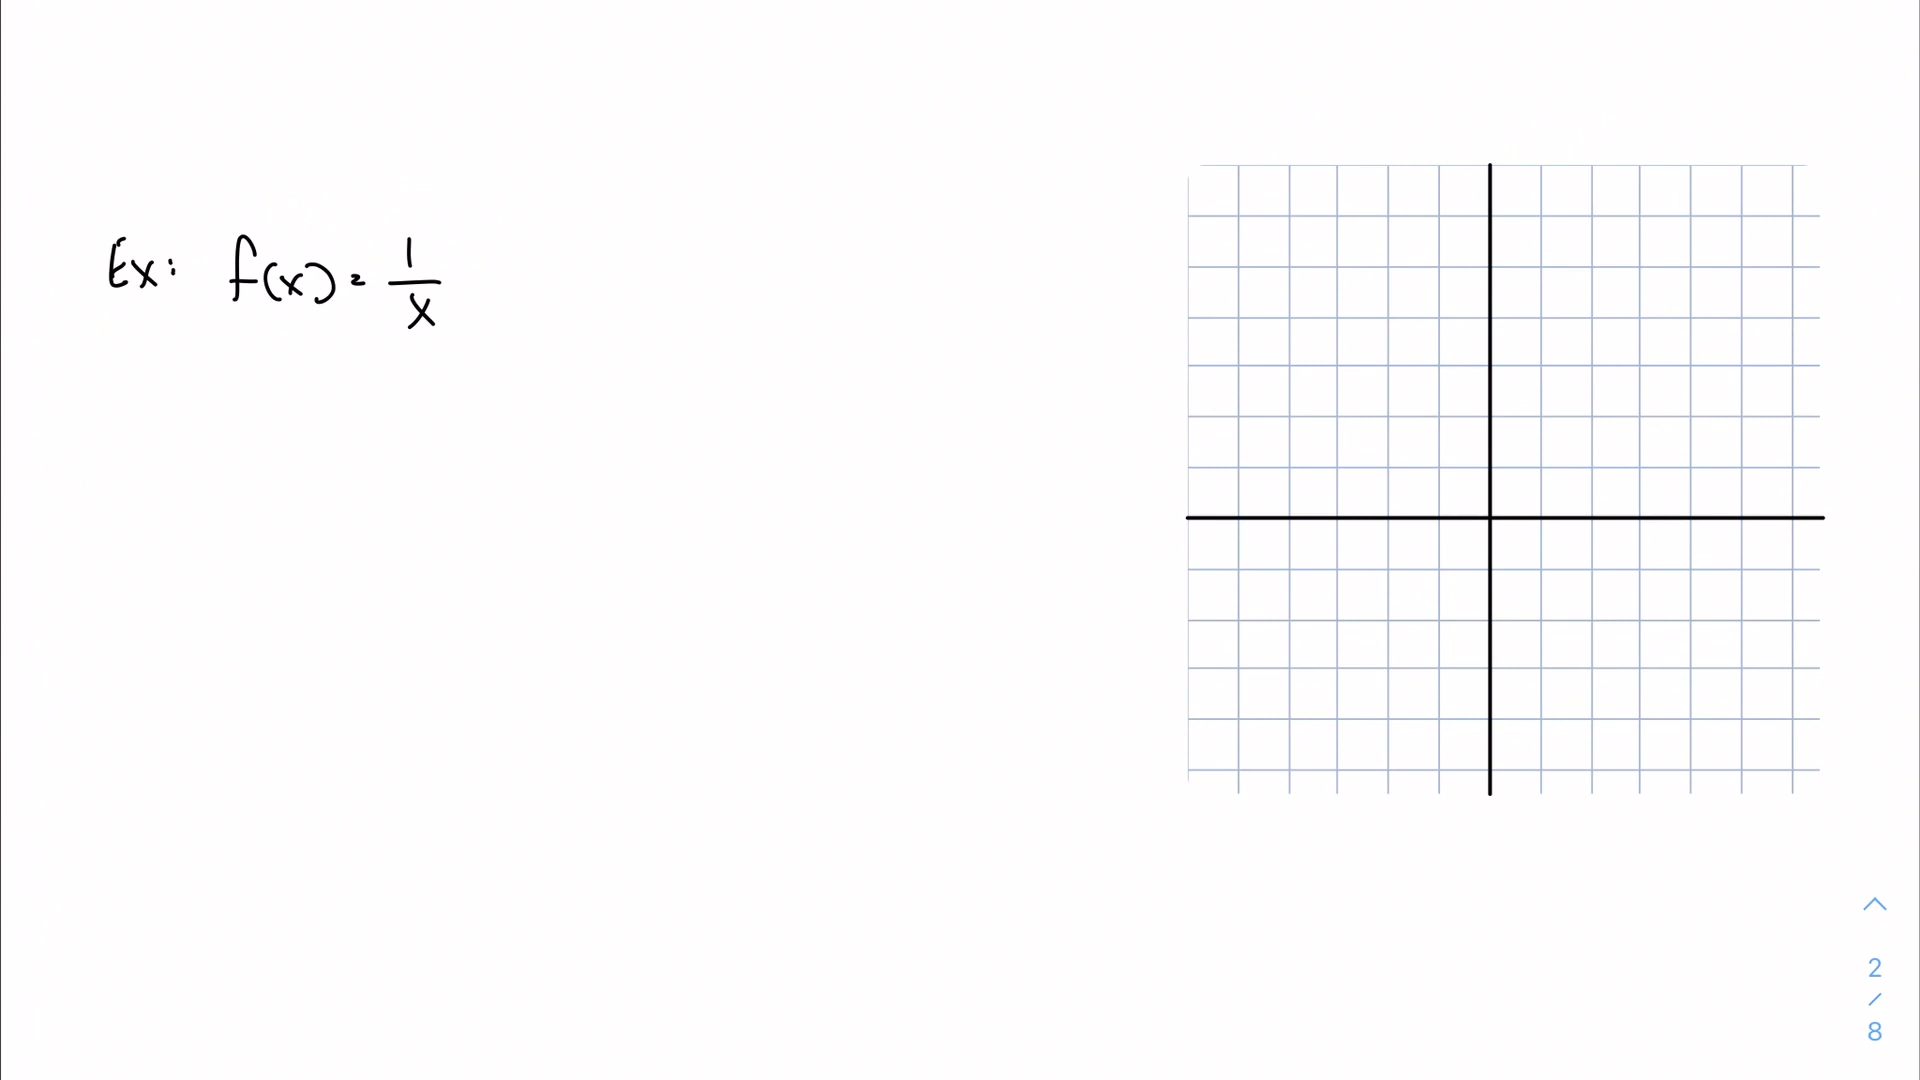 Ex: f(x) = 1/x
2
/
8